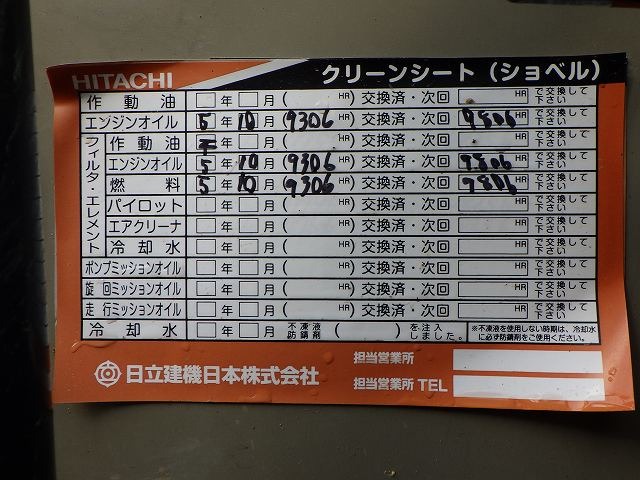 HITACHI クリーンシート(ショベル)
作動油 年 月( HR)交換済・次回 HR で交換して下さい
エンジンオイル 5年 10月(9306 HR)交換済・次回 9806 HR で交換して下さい
フィルタ・エレメント
作動油 年 月( HR)交換済・次回 HR で交換して下さい
エンジンオイル 5年 10月(9306 HR)交換済・次回 9806 HR で交換して下さい
燃料 5年 10月(9306 HR)交換済・次回 9806 HR で交換して下さい
パイロット 年 月( HR)交換済・次回 HR で交換して下さい
エアクリーナ 年 月( HR)交換済・次回 HR で交換して下さい
冷却水 年 月( HR)交換済・次回 HR で交換して下さい
ポンプミッションオイル 年 月( HR)交換済・次回 HR で交換して下さい
旋回ミッションオイル 年 月( HR)交換済・次回 HR で交換して下さい
走行ミッションオイル 年 月( HR)交換済・次回 HR で交換して下さい
冷却水 年 月 不凍液 防錆剤( )を注入しました。 ※不凍液を使用しない時期は、冷却水に必ず防錆剤をご使用ください。
日立建機日本株式会社
担当営業所
担当営業所 TEL